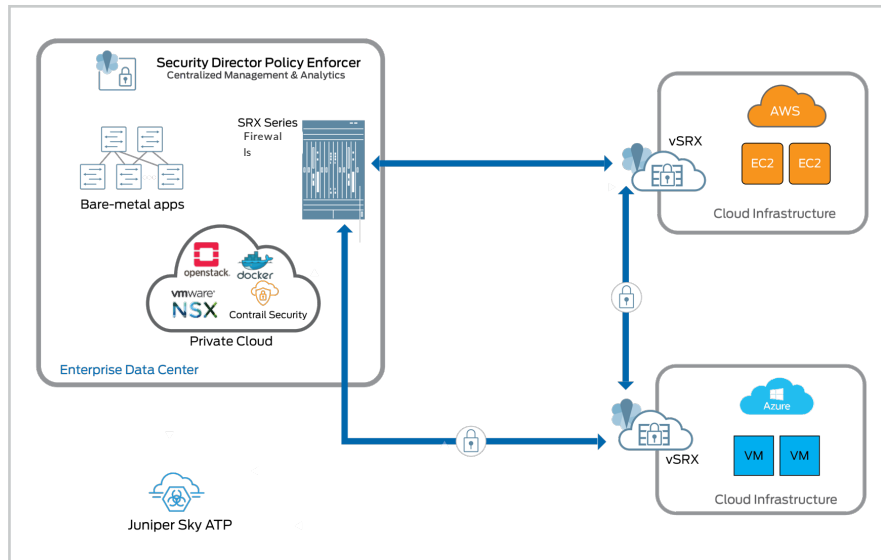 Security Director Policy Enforcer
Centralized Management & Analytics
SRX Series
Firewal
ls
Bare-metal apps
openstack.
docker
vmware®
NSX
Contrail Security
Private Cloud
Enterprise Data Center
Juniper Sky ATP
vSRX
AWS
EC2 EC2
Cloud Infrastructure
vSRX
Azure
VM VM
Cloud Infrastructure